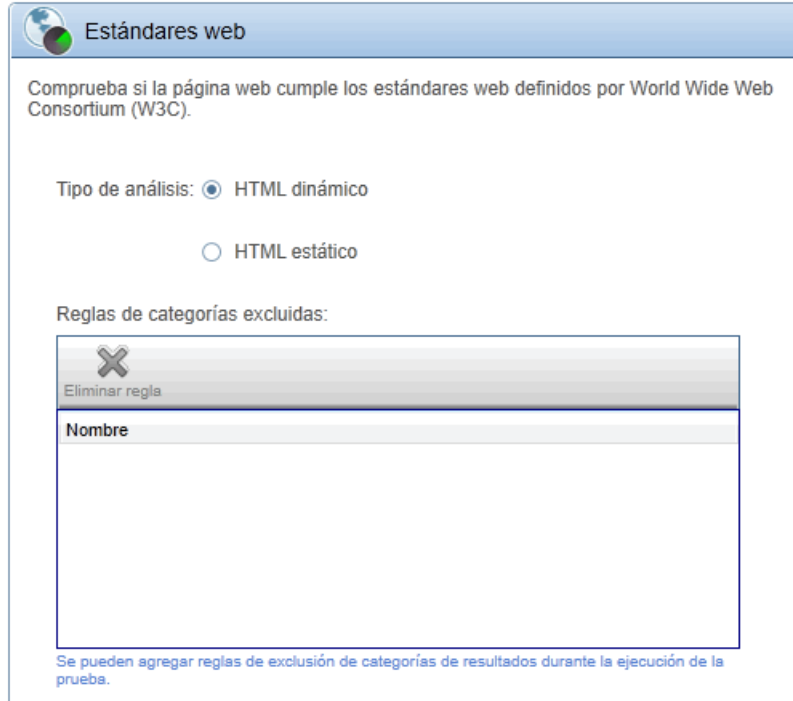 Estándares web
Comprueba si la página web cumple los estándares web definidos por World Wide Web
Consortium (W3C).
Tipo de análisis: HTML dinámico
HTML estático
Reglas de categorías excluidas:
Eliminar regla
Nombre
Se pueden agregar reglas de exclusión de categorías de resultados durante la ejecución de la
prueba.